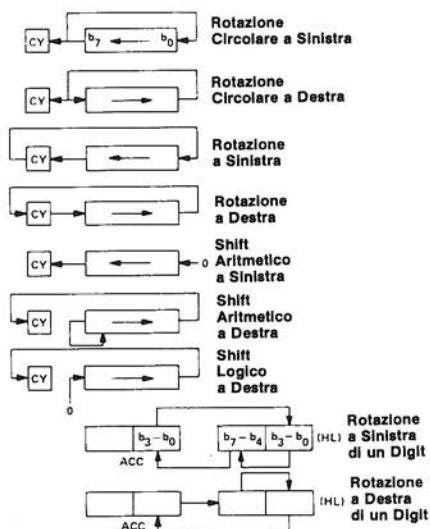 CY b7 b0 Rotazione
Circolare a Sinistra
CY Rotazione
Circolare a Destra
CY Rotazione
a Sinistra
CY Rotazione
a Destra
CY 0 Shift
Aritmetico
a Sinistra
CY Shift
Aritmetico
a Destra
CY Shift
Logico
a Destra
0
b3 – b0 b7 – b4 b3 – b0 (HL) Rotazione
a Sinistra
di un Digit
ACC
(HL) Rotazione
a Destra
di un Digit
ACC